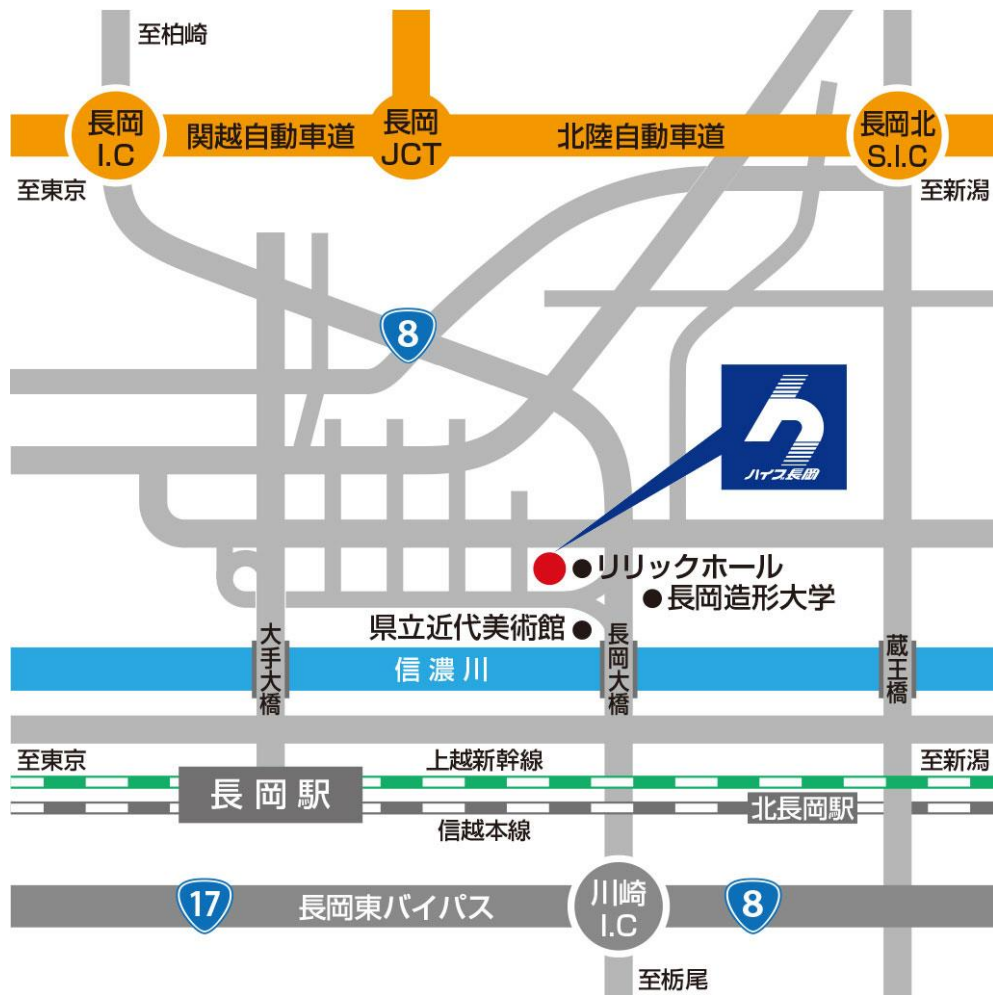 至柏崎
長岡
I.C
関越自動車道
長岡
JCT
北陸自動車道
長岡北
S.I.C
至東京
至新潟
8
ハイブ長岡
リリックホール
長岡造形大学
県立近代美術館
大手大橋
信濃川
長岡大橋
蔵王橋
至東京
上越新幹線
至新潟
長岡駅
北長岡駅
信越本線
17
長岡東バイパス
川崎
I.C
8
至栃尾